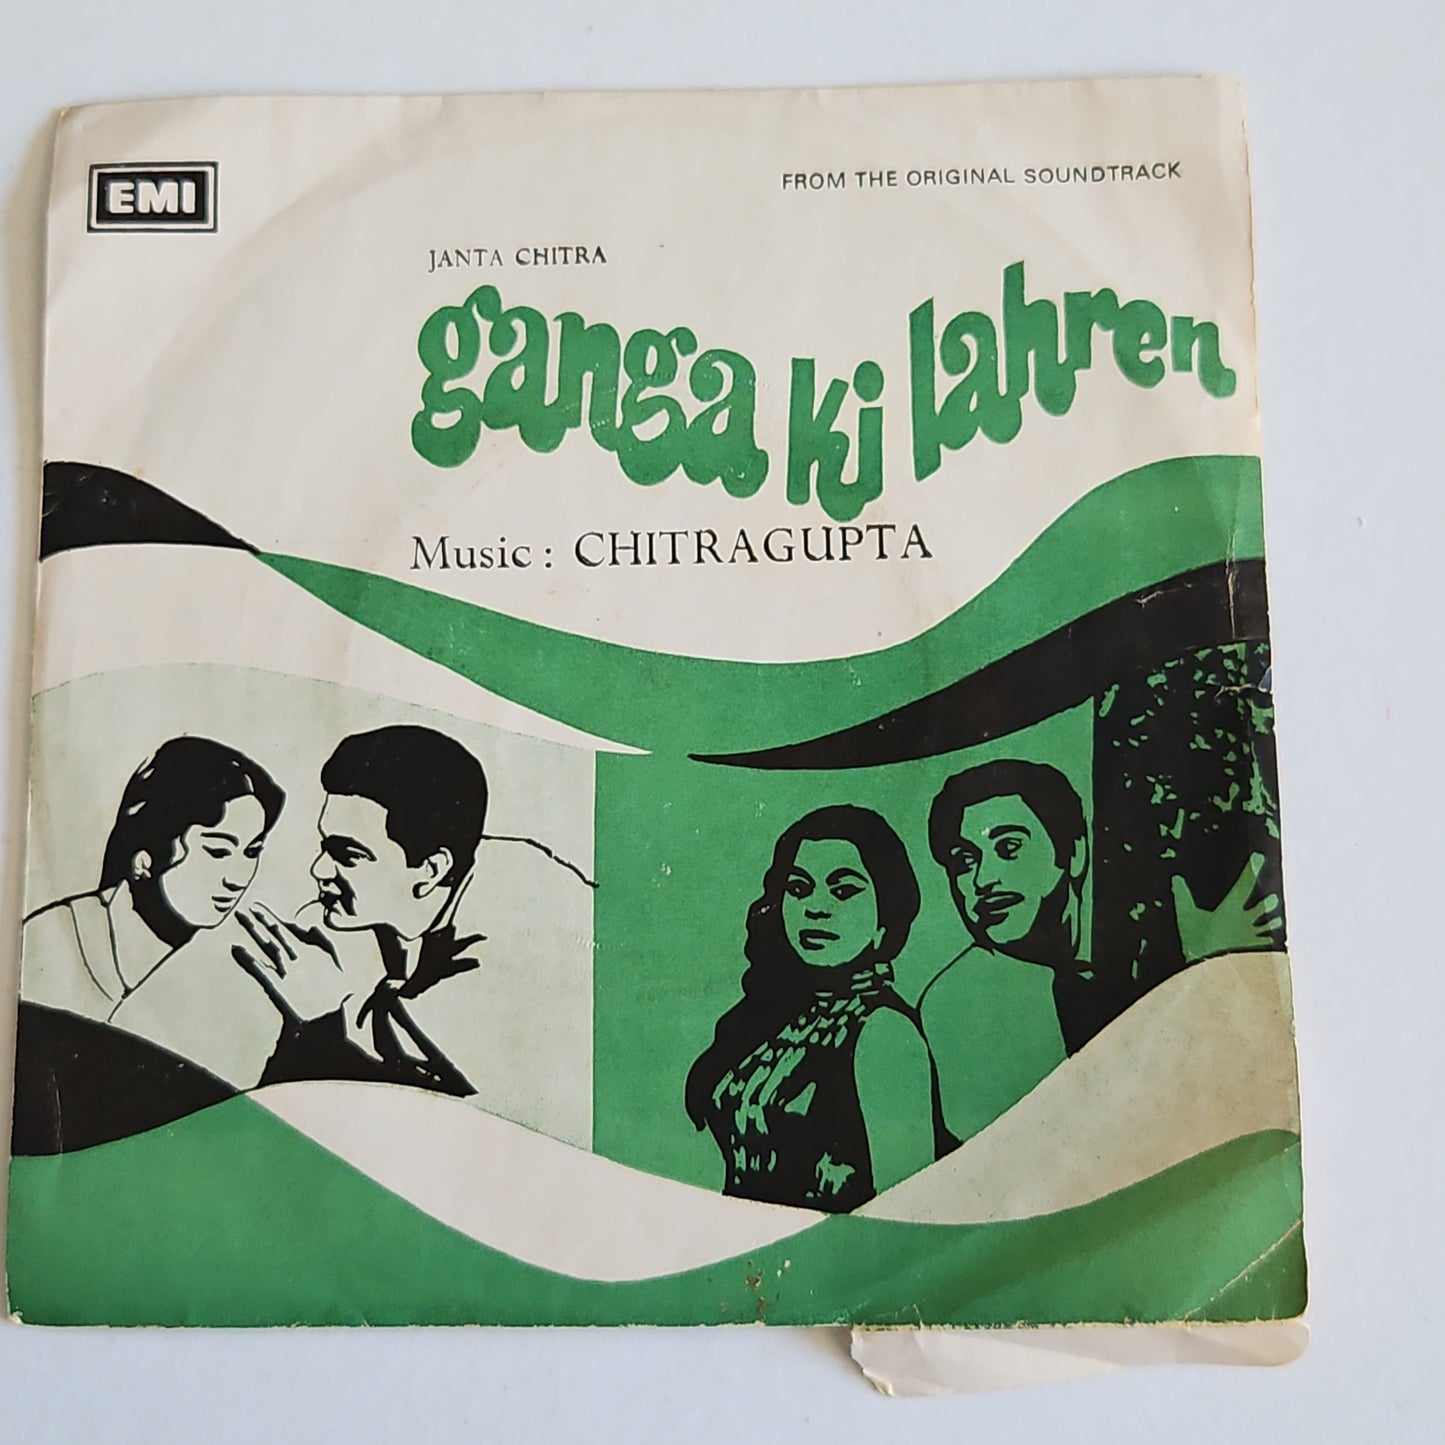 EMI
FROM THE ORIGINAL SOUNDTRACK
JANTA CHITRA
ganga ki lahren
Music : CHITRAGUPTA